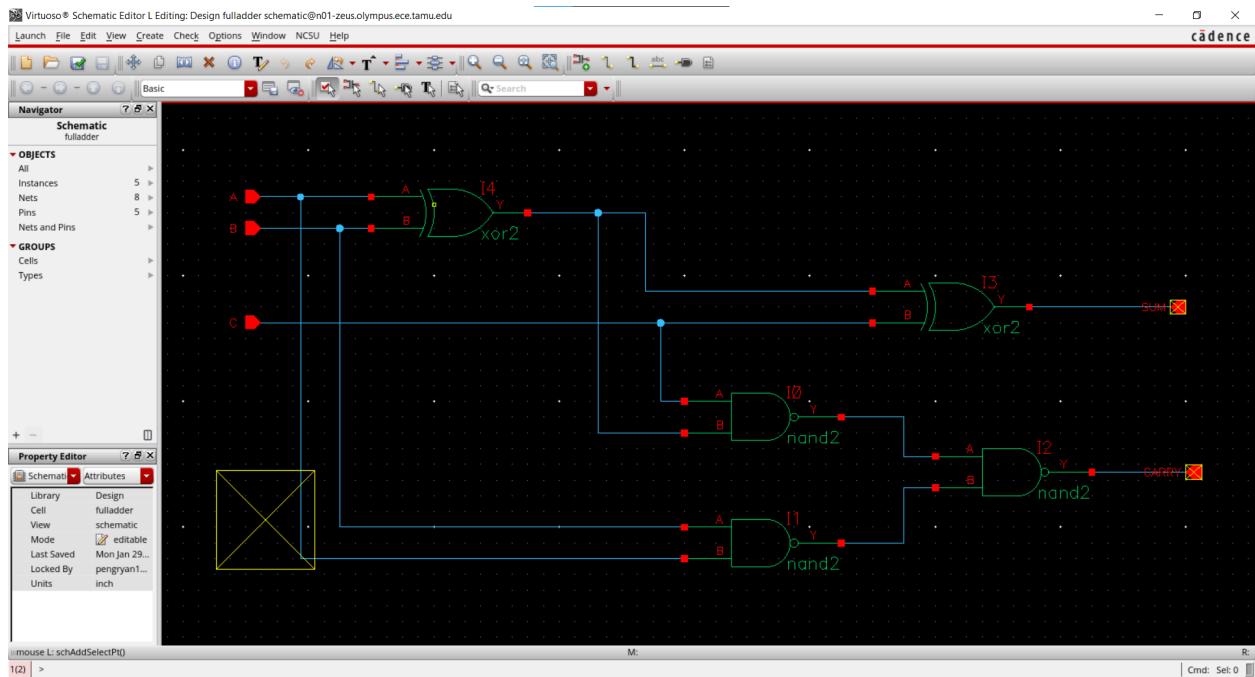 Virtuoso® Schematic Editor L Editing: Design fulladder schematic@n01-zeus.olympus.ece.tamu.edu
Launch File Edit View Create Check Options Window NCSU Help
cādence
Basic
Search
Navigator
Schematic
fulladder
OBJECTS
All
Instances 5
Nets 8
Pins 5
Nets and Pins
GROUPS
Cells
Types
Property Editor
Schemati Attributes
Library Design
Cell fulladder
View schematic
Mode editable
Last Saved Mon Jan 29...
Locked By pengryan1...
Units inch
A
B
C
A
B
I4
Y
xor2
A
B
I3
Y
xor2
SUM
A
B
I0
Y
nand2
A
B
I2
Y
nand2
CARRY
A
B
I1
Y
nand2
mouse L: schAddSelectPt() M: R:
1(2) > Cmd: Sel: 0